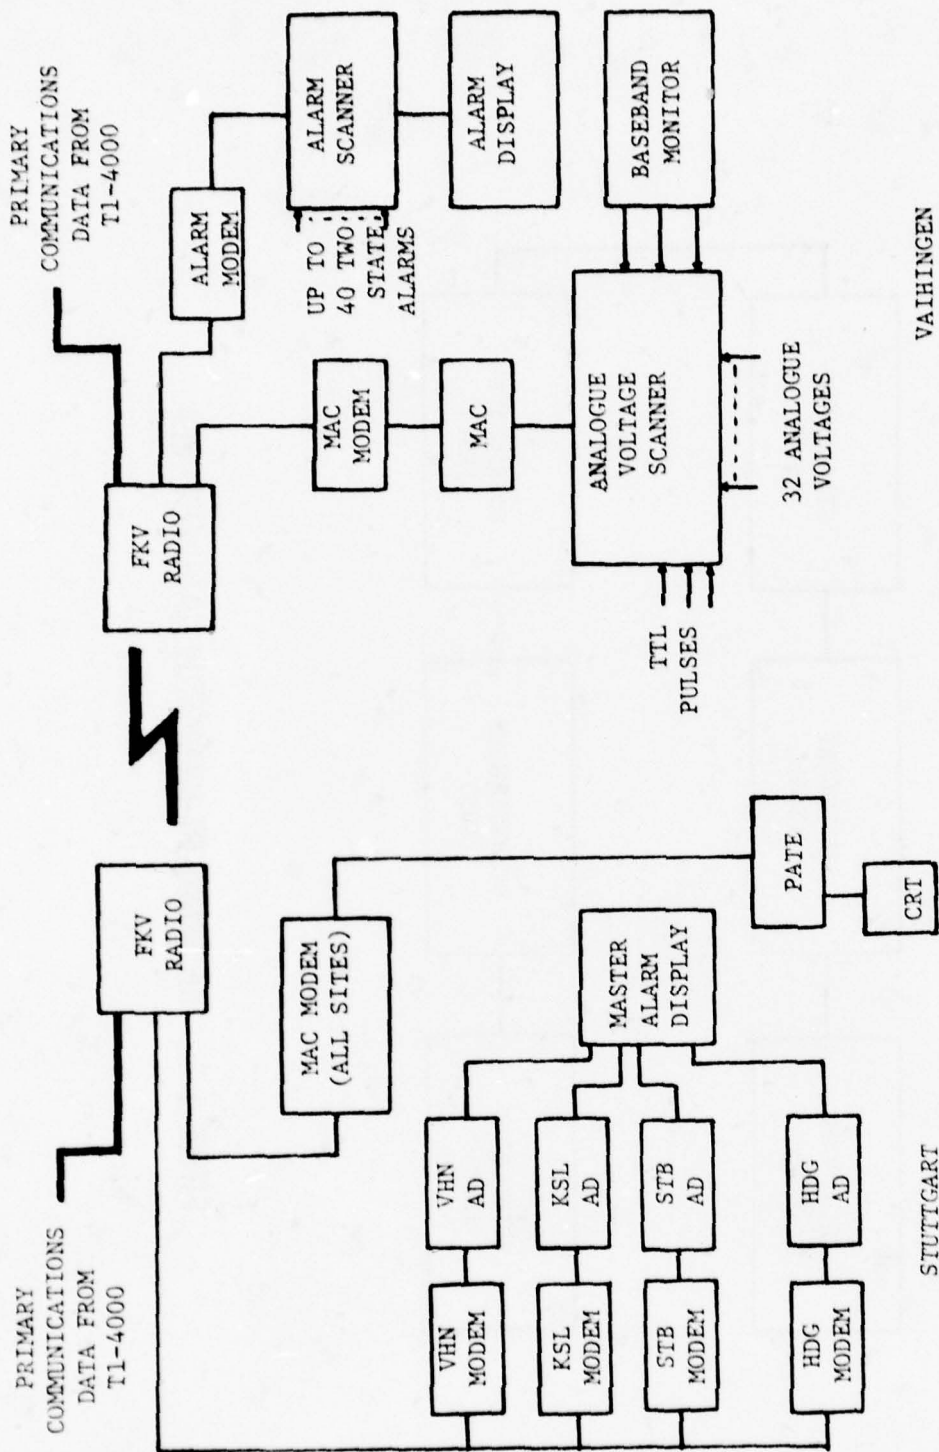 PRIMARY
COMMUNICATIONS
DATA FROM
T1-4000
FKV
RADIO
MAC MODEM
(ALL SITES)
VHN
MODEM
VHN
AD
KSL
MODEM
KSL
AD
STB
MODEM
STB
AD
HDG
MODEM
HDG
AD
MASTER
ALARM
DISPLAY
PATE
CRT
STUTTGART
PRIMARY
COMMUNICATIONS
DATA FROM
T1-4000
FKV
RADIO
ALARM
MODEM
ALARM
SCANNER
UP TO
40 TWO
STATE
ALARMS
ALARM
DISPLAY
MAC
MODEM
MAC
ANALOGUE
VOLTAGE
SCANNER
BASEBAND
MONITOR
TTL
PULSES
32 ANALOGUE
VOLTAGES
VAIHINGEN